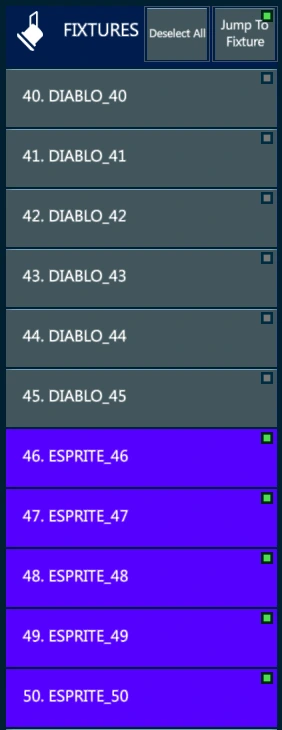 FIXTURES
Deselect All
Jump To
Fixture
40. DIABLO_40
41. DIABLO_41
42. DIABLO_42
43. DIABLO_43
44. DIABLO_44
45. DIABLO_45
46. ESPRITE_46
47. ESPRITE_47
48. ESPRITE_48
49. ESPRITE_49
50. ESPRITE_50